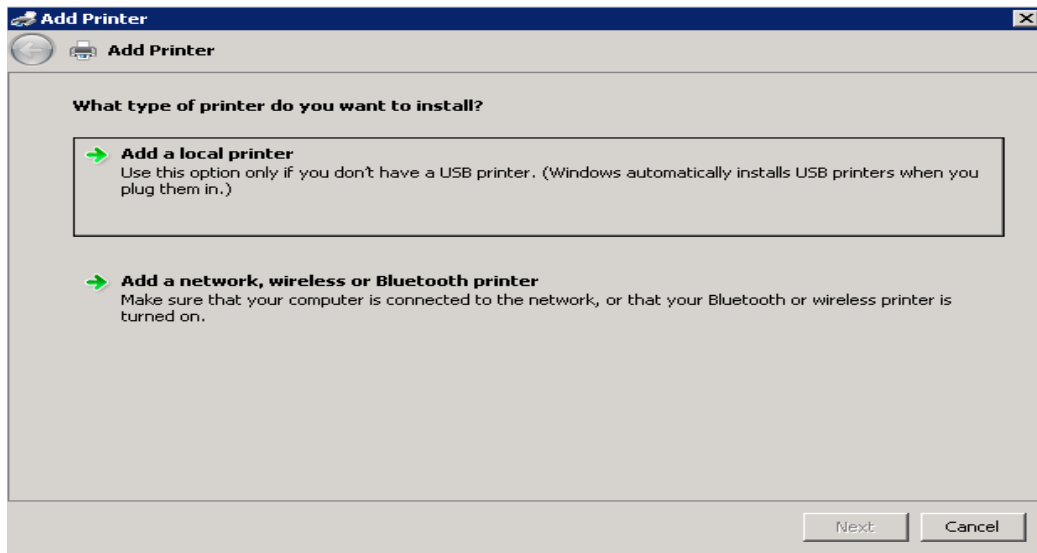 Add Printer
Add Printer
What type of printer do you want to install?
Add a local printer
Use this option only if you don't have a USB printer. (Windows automatically installs USB printers when you
plug them in.)
Add a network, wireless or Bluetooth printer
Make sure that your computer is connected to the network, or that your Bluetooth or wireless printer is
turned on.
Next
Cancel